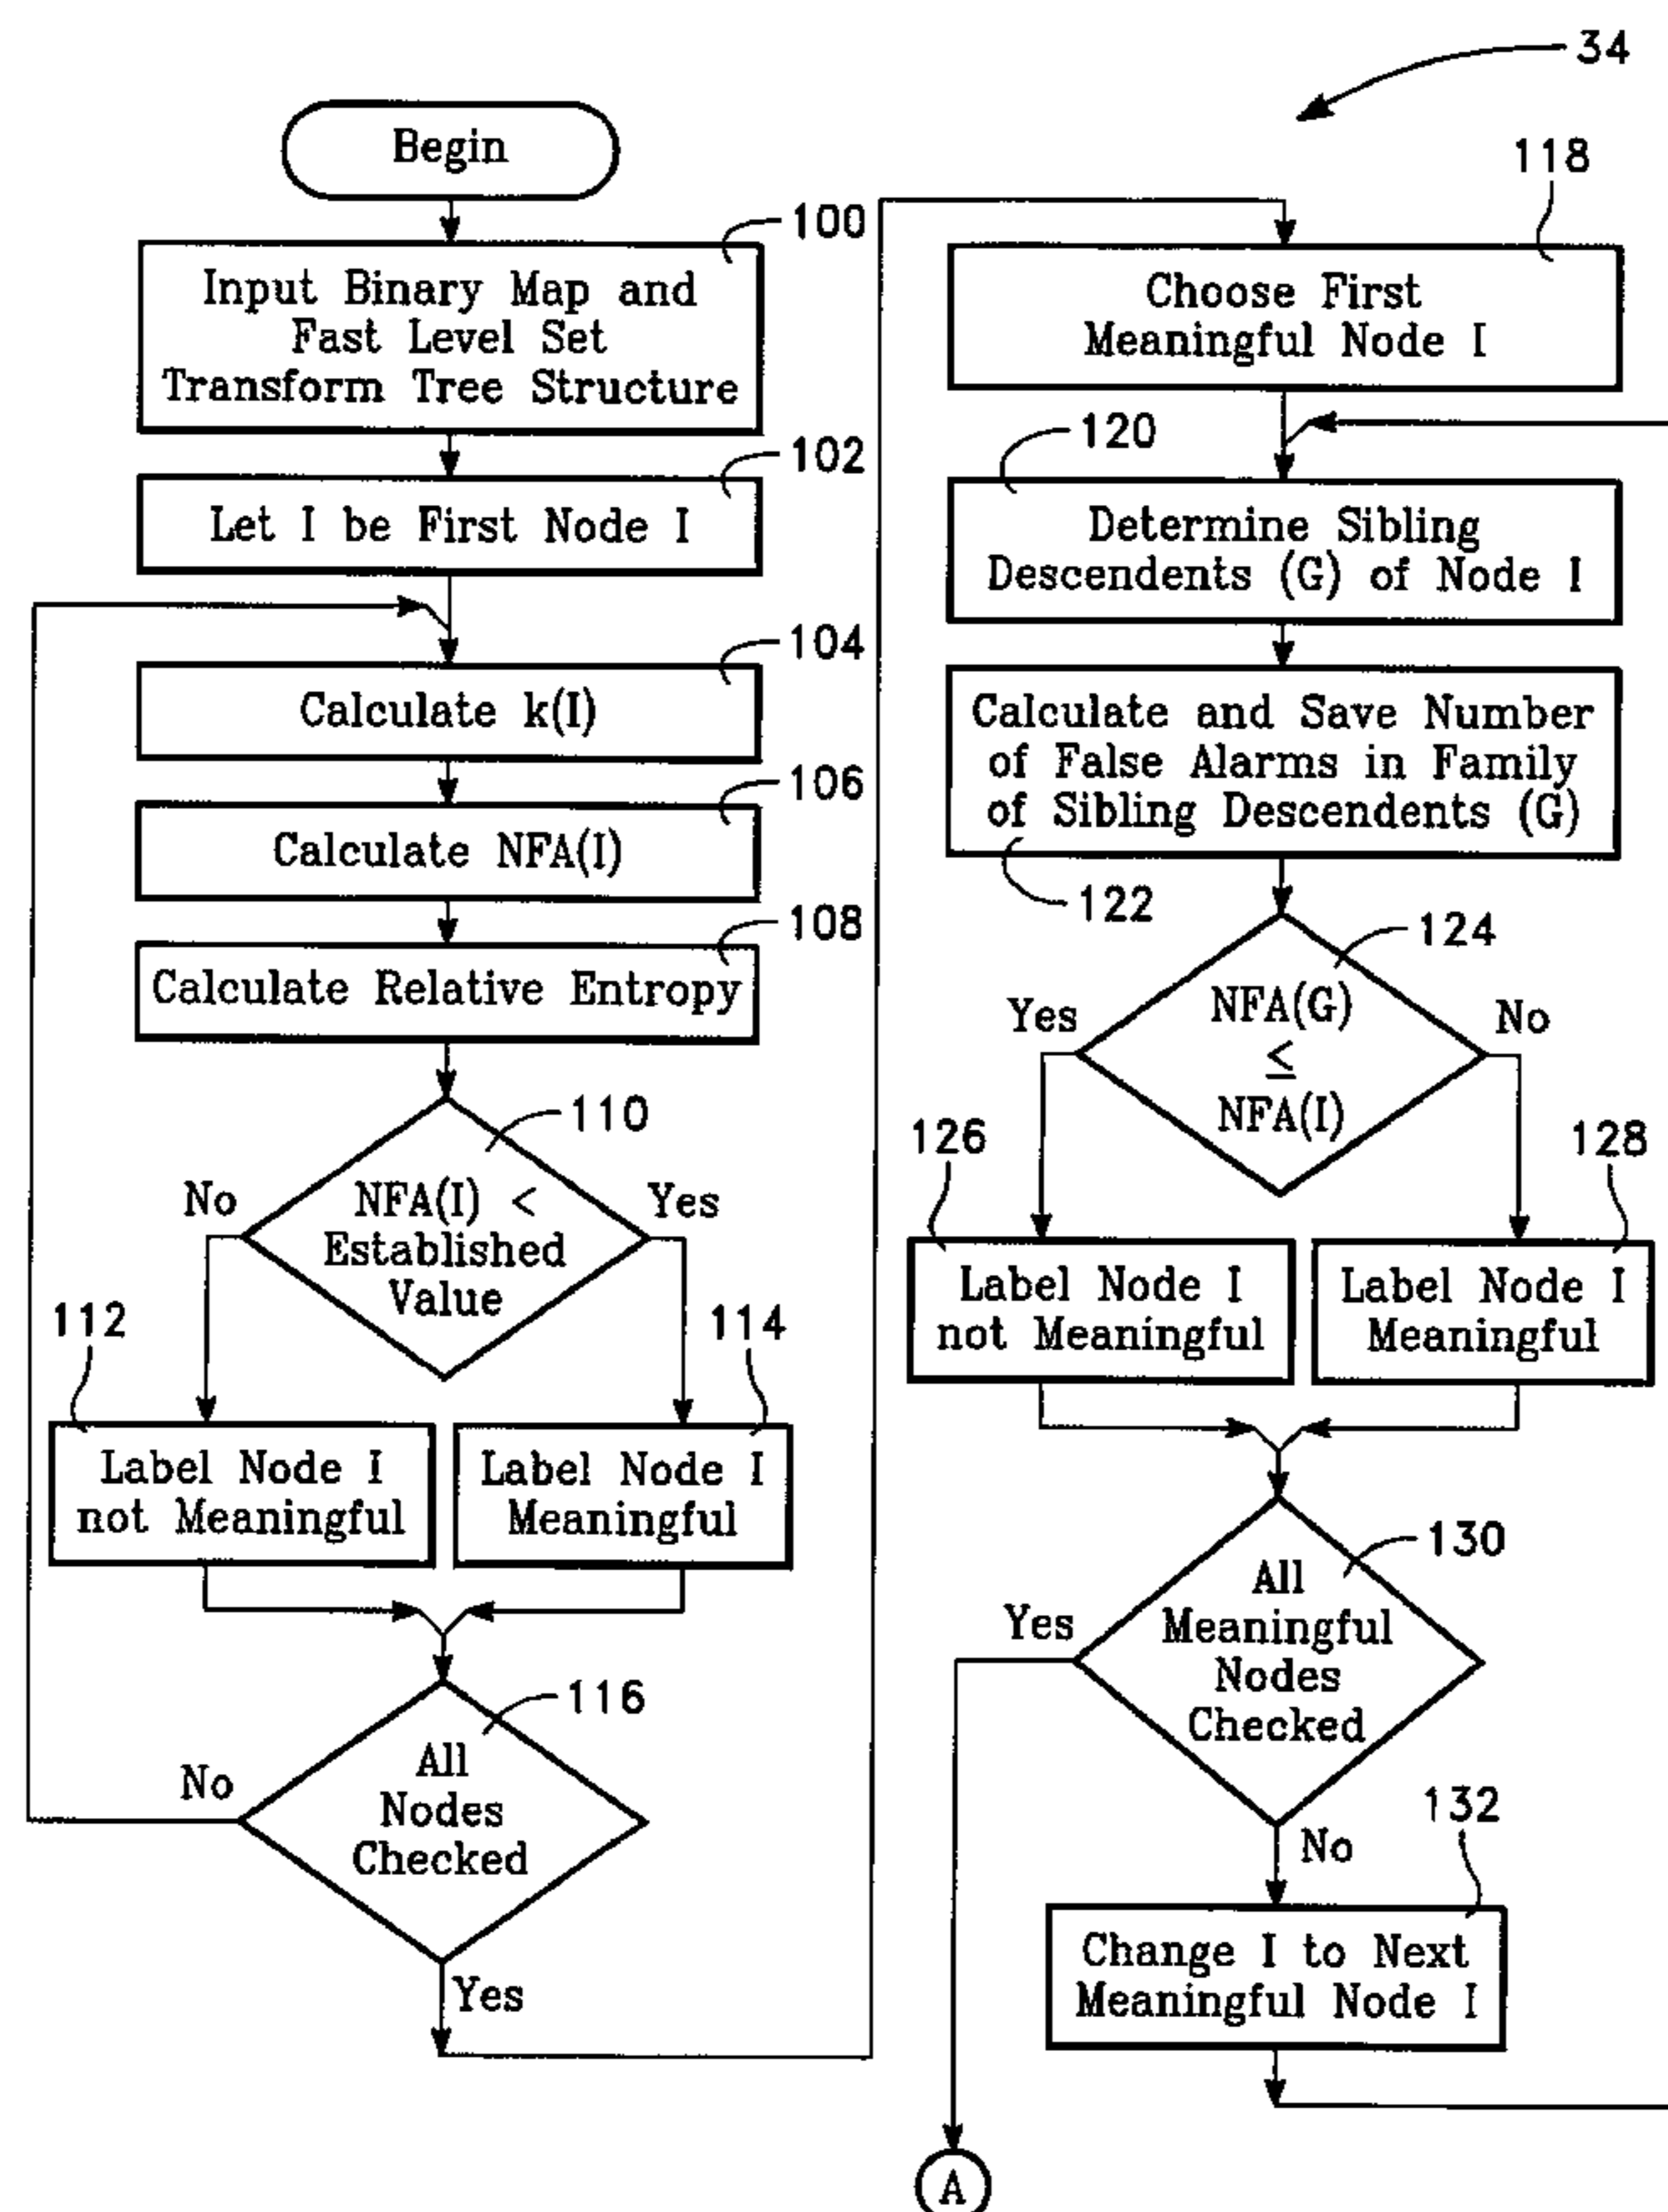 34
Begin
100
Input Binary Map and
Fast Level Set
Transform Tree Structure
102
Let I be First Node I
104
Calculate k(I)
106
Calculate NFA(I)
108
Calculate Relative Entropy
110
NFA(I) <
Established
Value
No
Yes
112
Label Node I
not Meaningful
114
Label Node I
Meaningful
116
All
Nodes
Checked
No
Yes
118
Choose First
Meaningful Node I
120
Determine Sibling
Descendents (G) of Node I
Calculate and Save Number
of False Alarms in Family
of Sibling Descendents (G)
122
124
NFA(G)
≤
NFA(I)
Yes
No
126
Label Node I
not Meaningful
128
Label Node I
Meaningful
130
All
Meaningful
Nodes
Checked
Yes
No
132
Change I to Next
Meaningful Node I
A